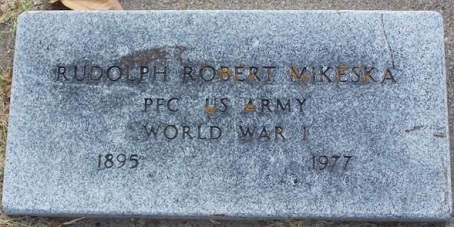 RUDOLPH ROBERT MIKESKA
PFC US ARMY
WORLD WAR I
1895 1977